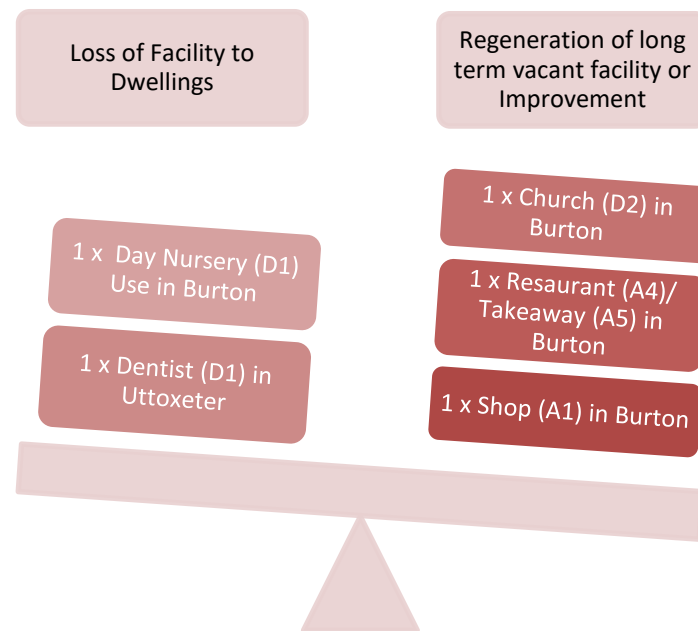 Loss of Facility to
Dwellings
Regeneration of long
term vacant facility or
Improvement
1 x  Day Nursery (D1)
Use in Burton
1 x Dentist (D1) in
Uttoxeter
1 x Church (D2) in
Burton
1 x Resaurant (A4)/
Takeaway (A5) in
Burton
1 x Shop (A1) in Burton